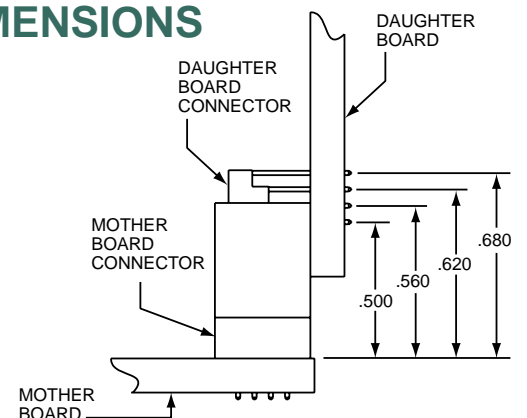 MENSIONS
DAUGHTER
BOARD
DAUGHTER
BOARD
CONNECTOR
MOTHER
BOARD
CONNECTOR
.680
.620
.560
.500
MOTHER
BOARD